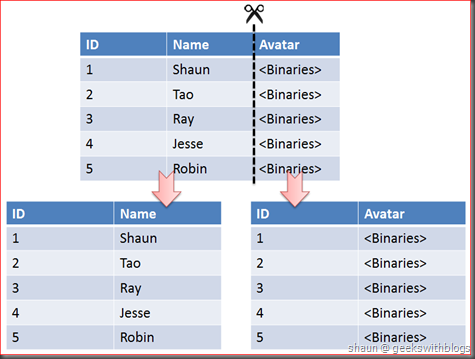 ID Name Avatar
1 Shaun <Binaries>
2 Tao <Binaries>
3 Ray <Binaries>
4 Jesse <Binaries>
5 Robin <Binaries>
ID Name
1 Shaun
2 Tao
3 Ray
4 Jesse
5 Robin
ID Avatar
1 <Binaries>
2 <Binaries>
3 <Binaries>
4 <Binaries>
5 <Binaries>
shaun @ geekswithblogs